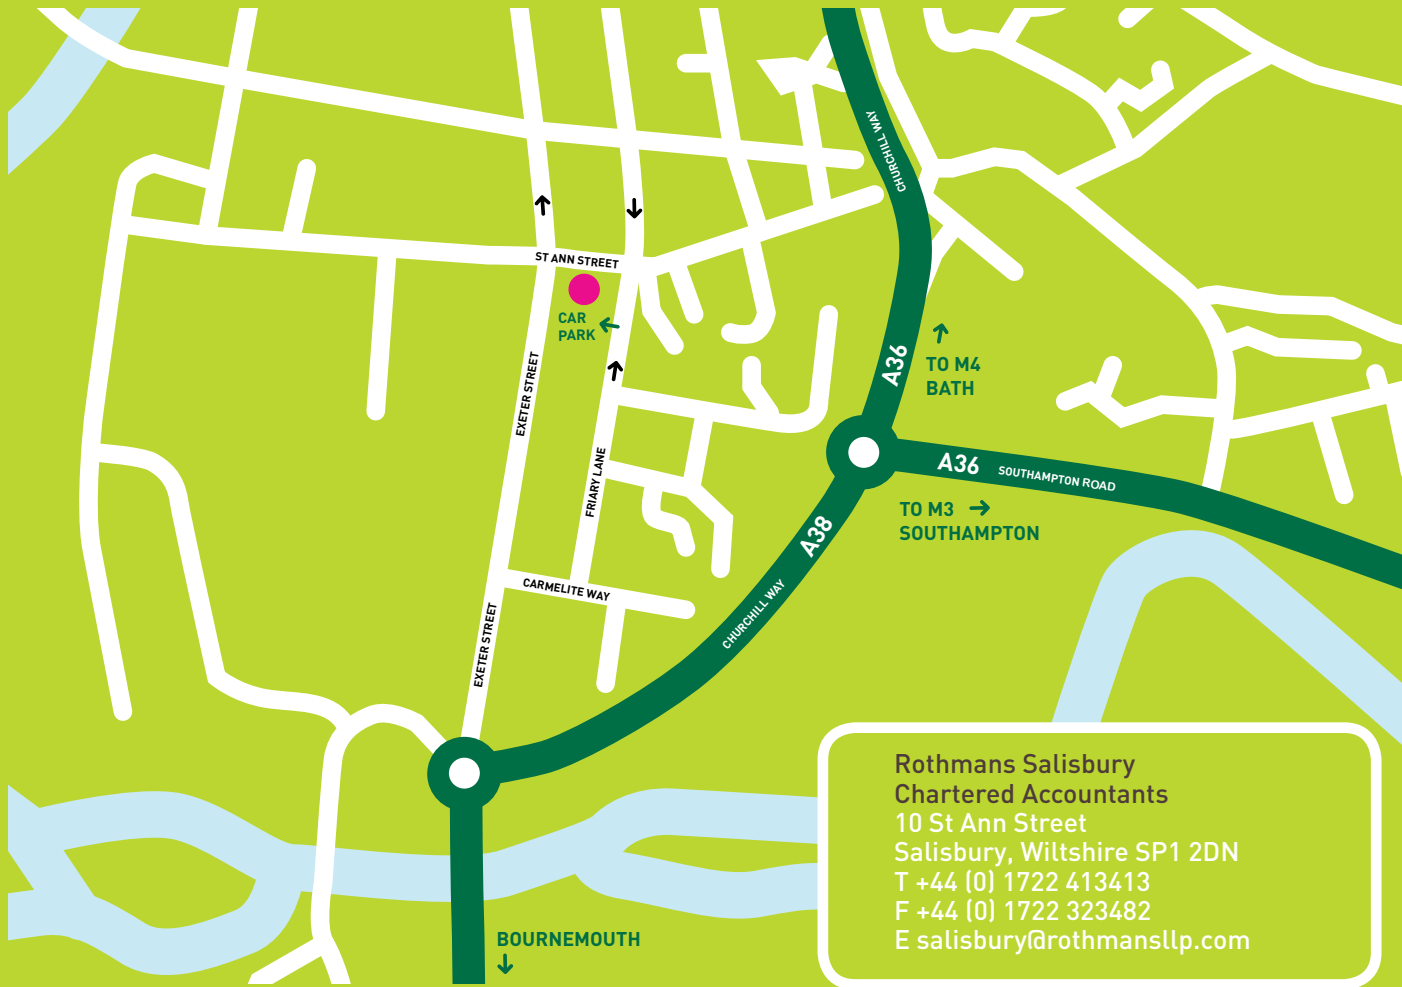 CHURCHILL WAY
ST ANN STREET
CAR
PARK
EXETER STREET
A36
TO M4
BATH
FRIARY LANE
A36 SOUTHAMPTON ROAD
TO M3
SOUTHAMPTON
A38
CARMELITE WAY
CHURCHILL WAY
EXETER STREET
BOURNEMOUTH
Rothmans Salisbury
Chartered Accountants
10 St Ann Street
Salisbury, Wiltshire SP1 2DN
T +44 (0) 1722 413413
F +44 (0) 1722 323482
E salisbury@rothmansllp.com